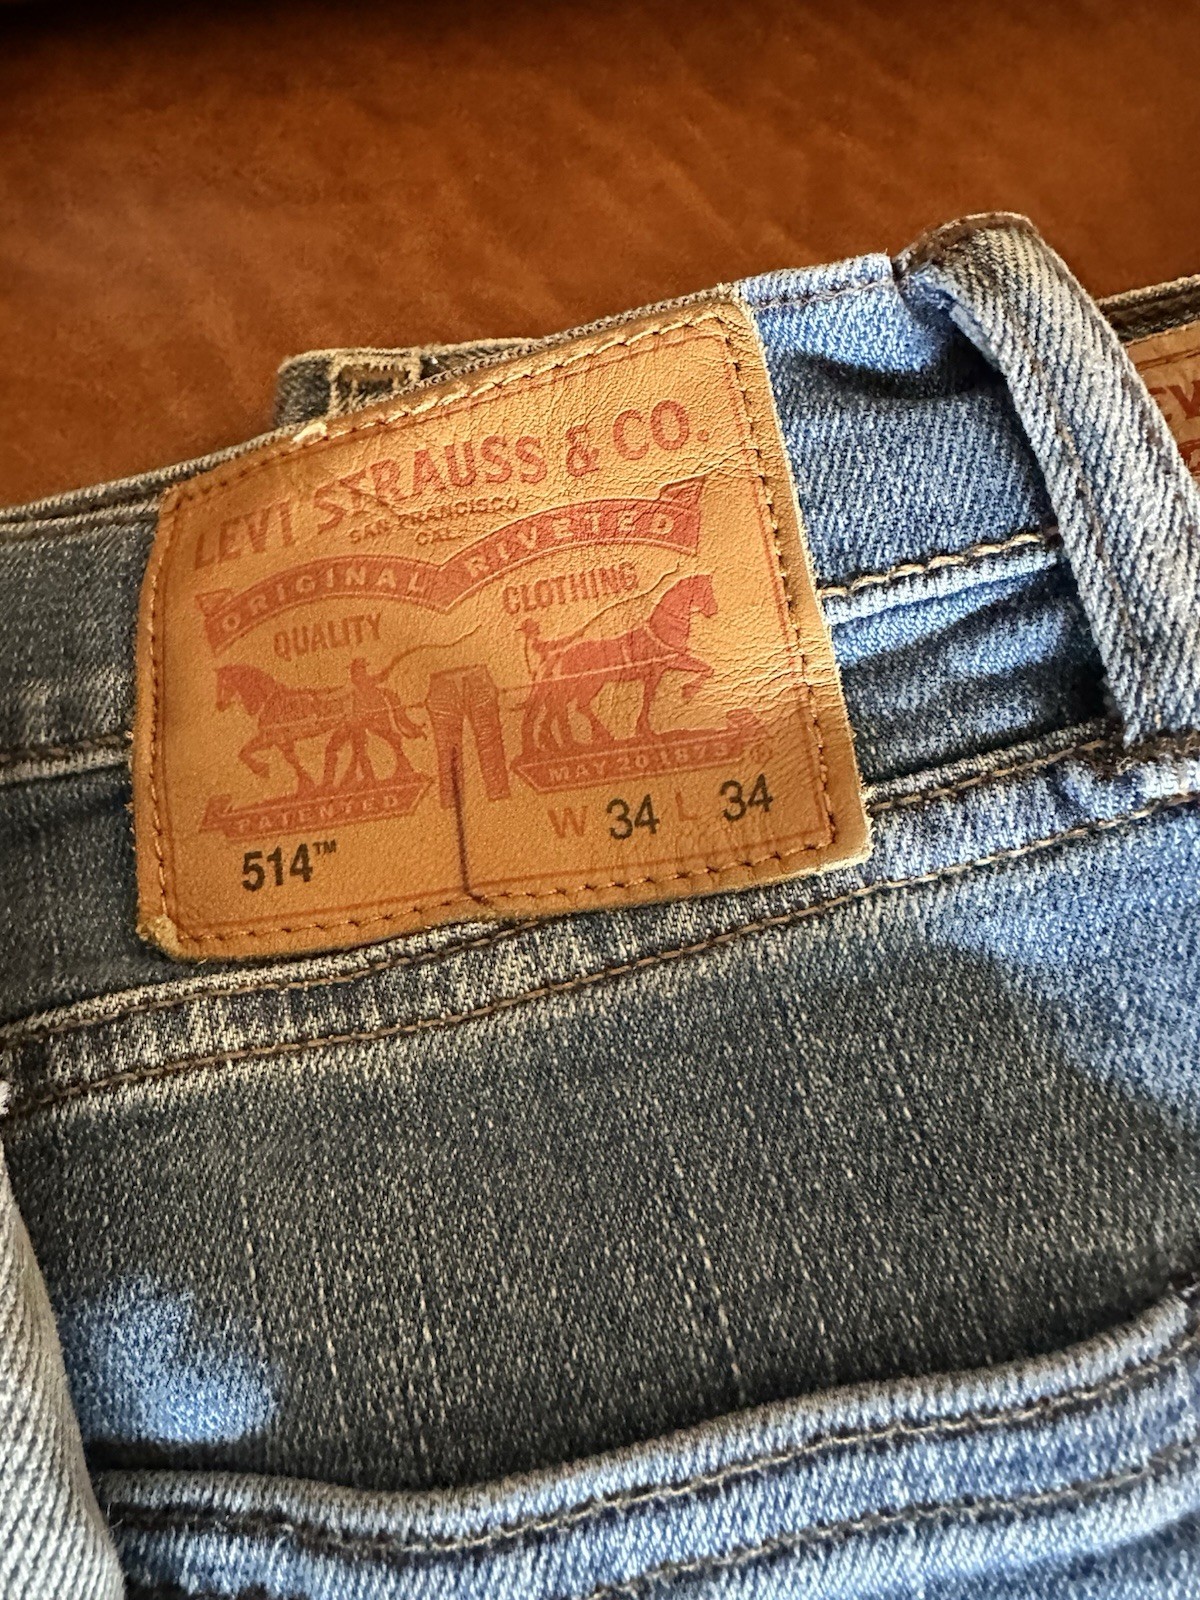 LEVI STRAUSS & CO.
SAN FRANCISCO
CAL.
ORIGINAL RIVETED
QUALITY CLOTHING
PATENTED MAY 20 1873
514™ W 34 L 34